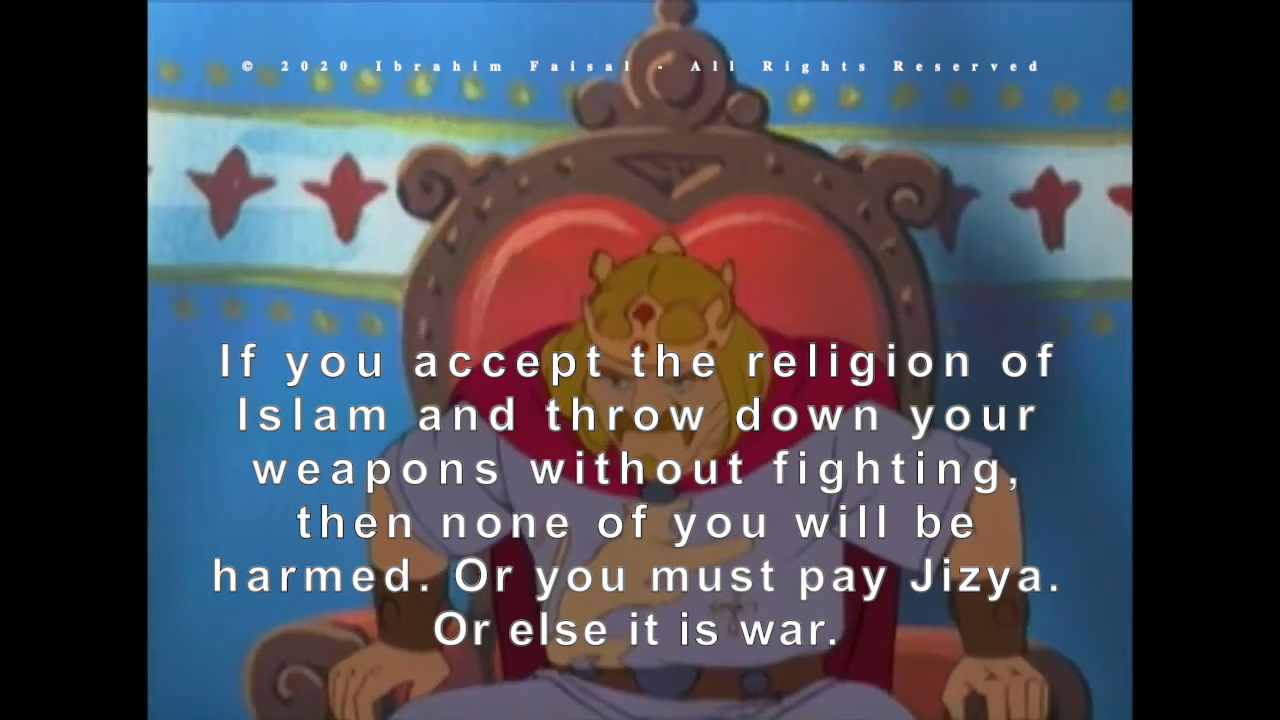 © 2020 Ibrahim Faisal - All Rights Reserved
If you accept the religion of
Islam and throw down your
weapons without fighting,
then none of you will be
harmed. Or you must pay Jizya.
Or else it is war.